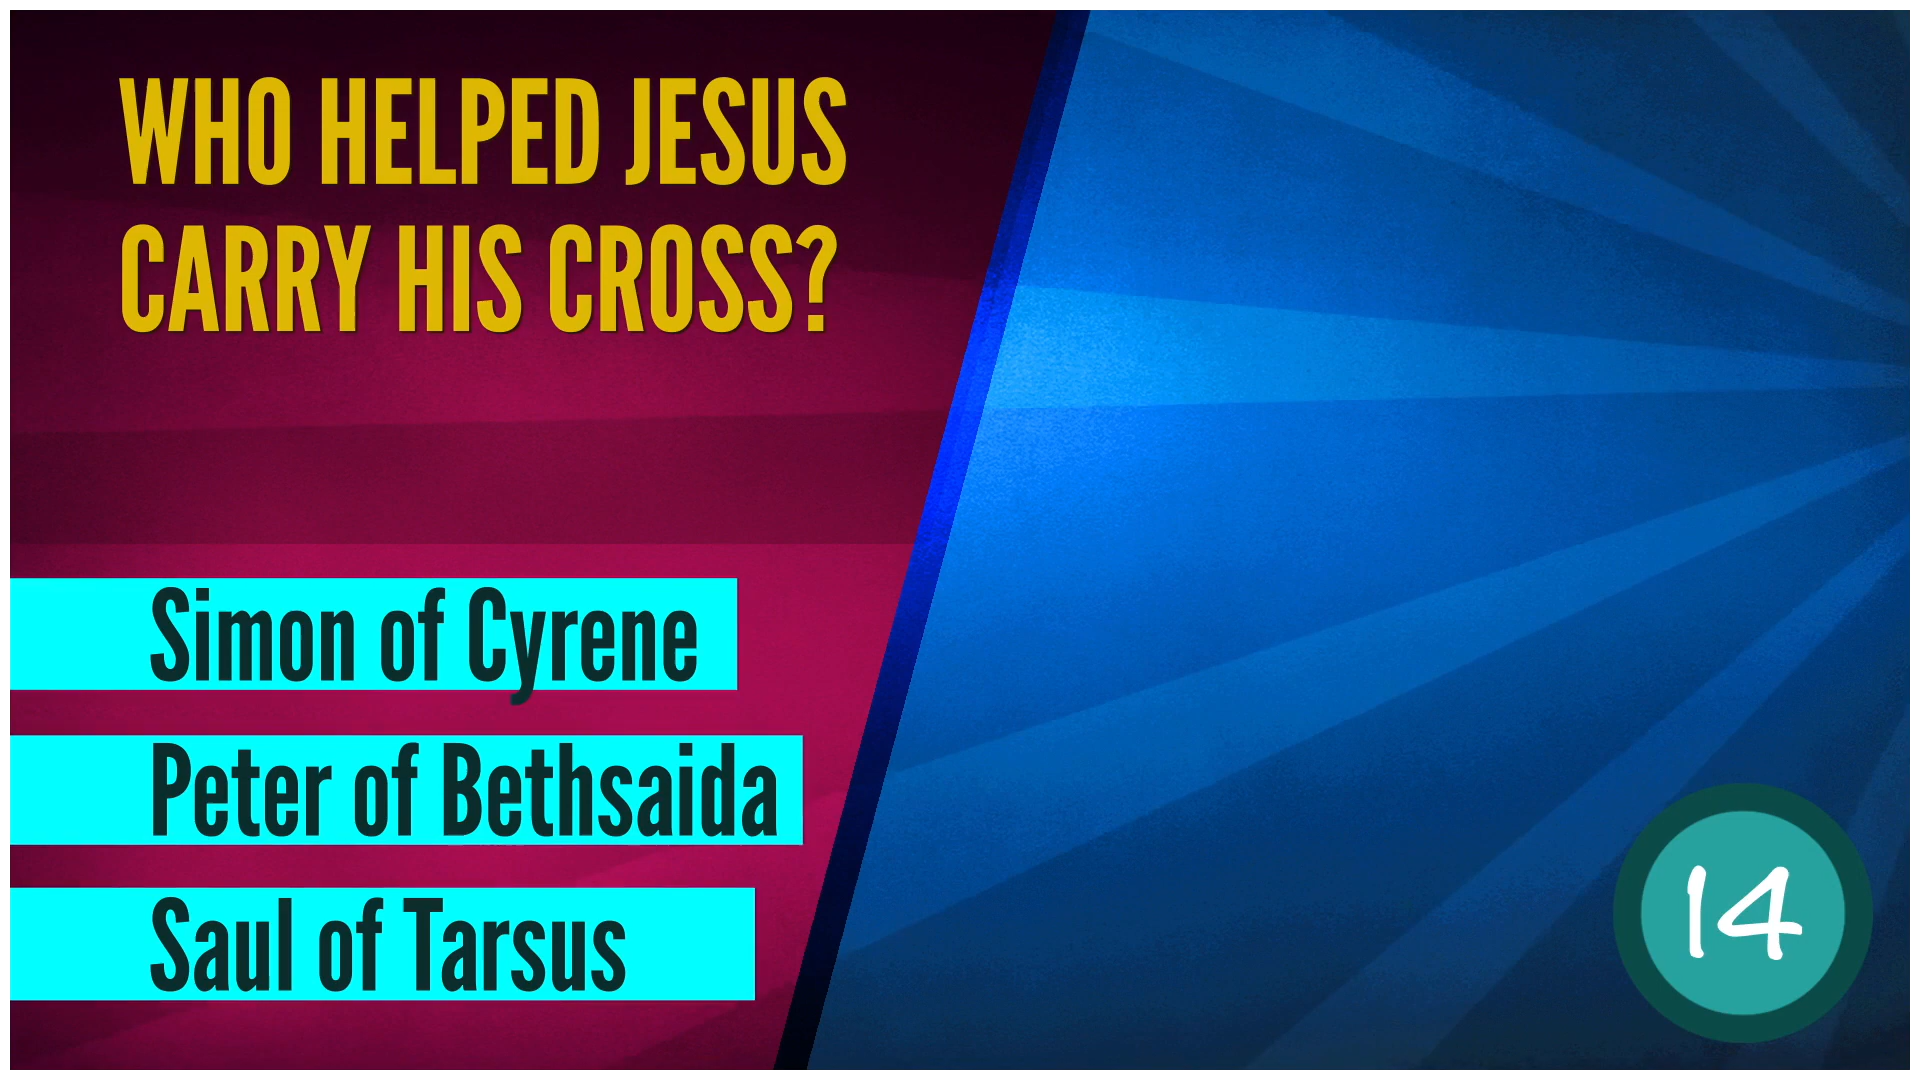 WHO HELPED JESUS
CARRY HIS CROSS?
Simon of Cyrene
Peter of Bethsaida
Saul of Tarsus
14